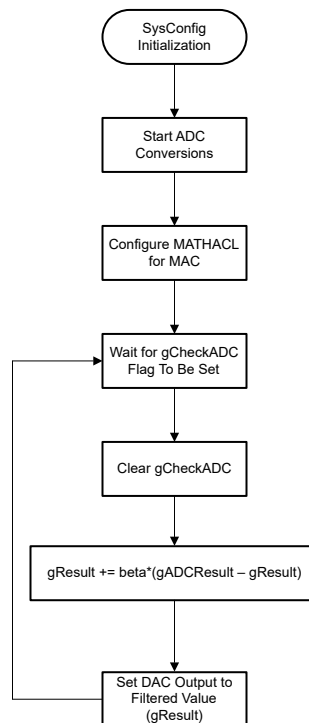 SysConfig
Initialization
Start ADC
Conversions
Configure MATHACL
for MAC
Wait for gCheckADC
Flag To Be Set
Clear gCheckADC
gResult += beta*(gADCResult – gResult)
Set DAC Output to
Filtered Value
(gResult)